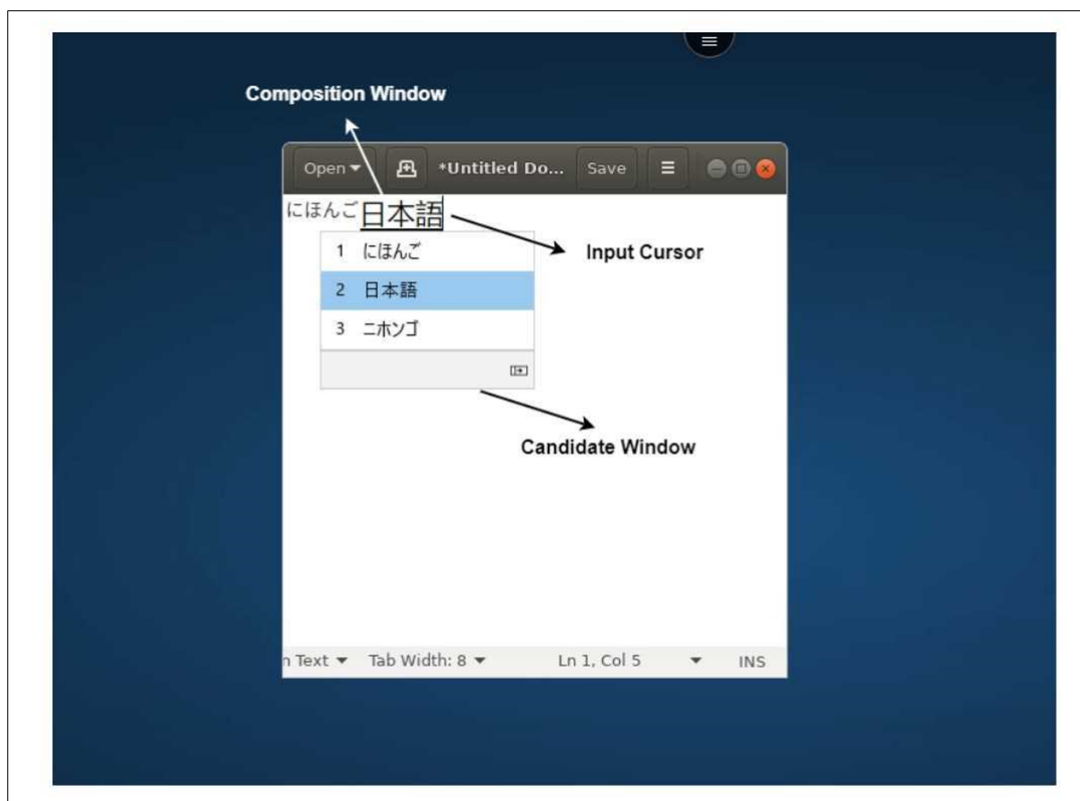 Composition Window
Open *Untitled Do... Save
にほんご日本語
1 にほんご
Input Cursor
2 日本語
3 ニホンゴ
Candidate Window
n Text Tab Width: 8 Ln 1, Col 5 INS